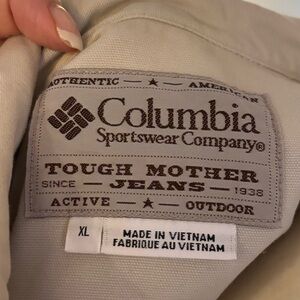 AUTHENTIC — ★ — AMERICAN
Columbia
Sportswear Company®
TOUGH MOTHER
SINCE — JEANS — 1938
ACTIVE — ★ — OUTDOOR
XL
MADE IN VIETNAM
FABRIQUE AU VIETNAM